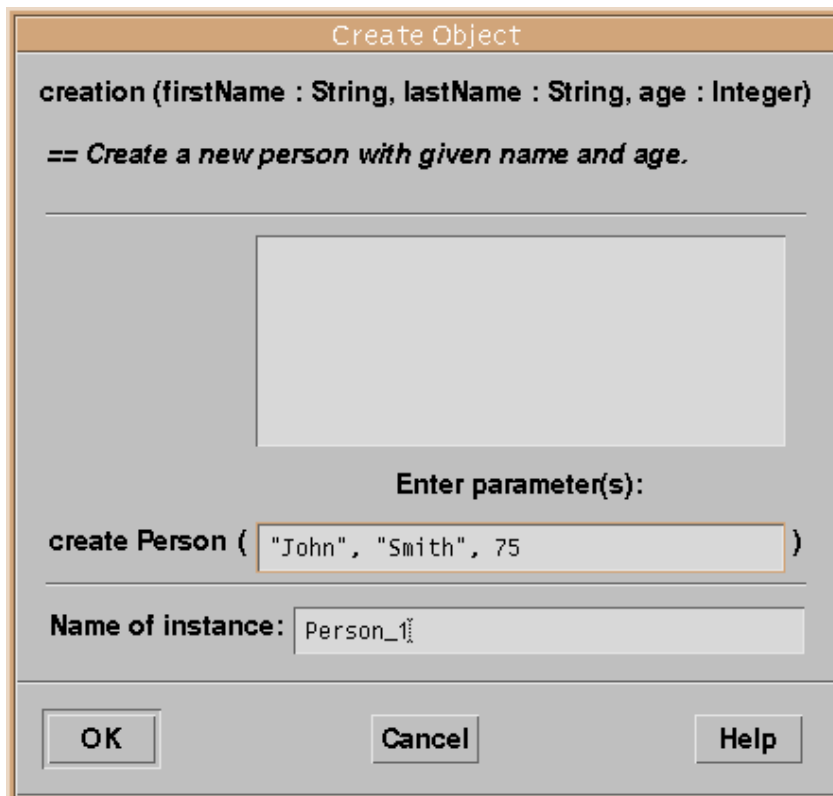 Create Object
creation (firstName : String, lastName : String, age : Integer)
== Create a new person with given name and age.
Enter parameter(s):
create Person ( "John", "Smith", 75 )
Name of instance: Person_1
OK Cancel Help